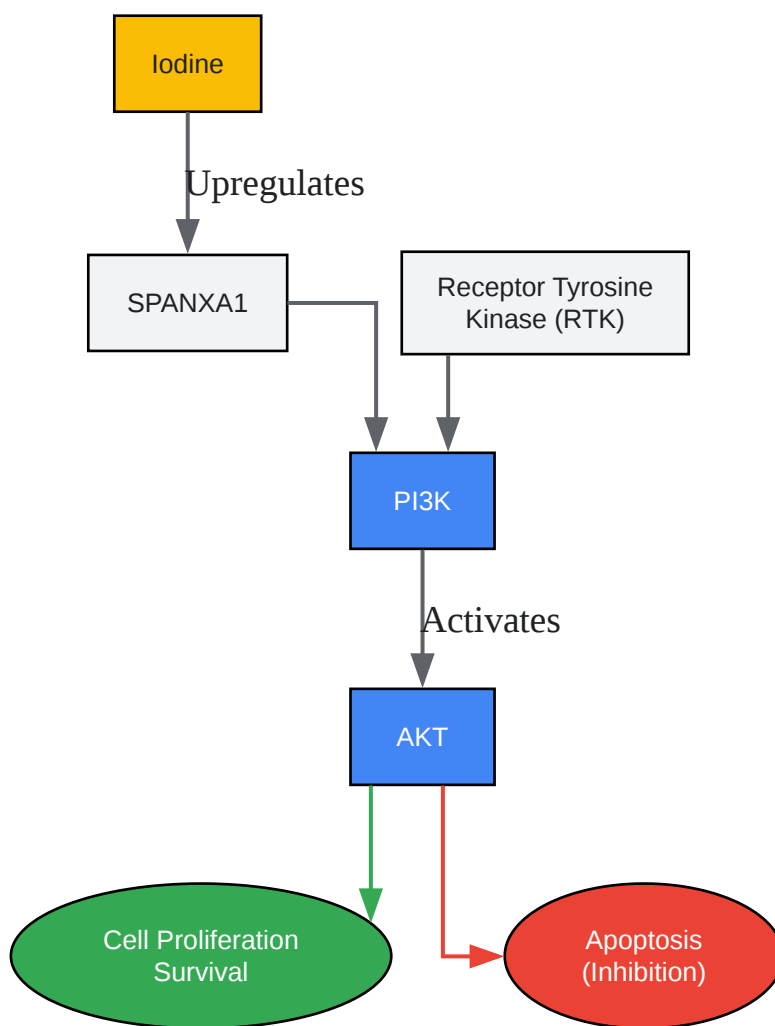 Iodine
Upregulates
SPANXA1
Receptor Tyrosine
Kinase (RTK)
PI3K
Activates
AKT
Cell Proliferation
Survival
Apoptosis
(Inhibition)